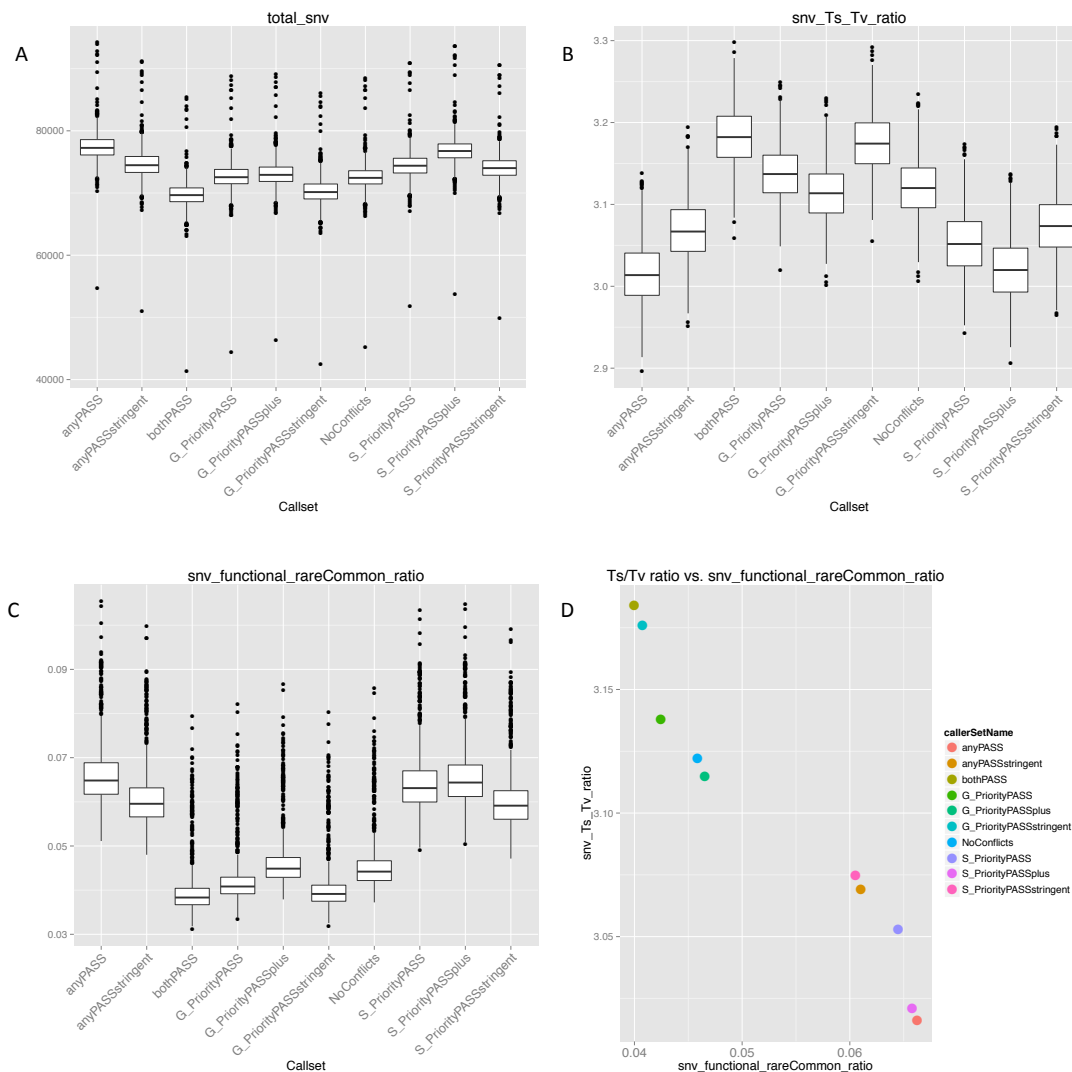 A
total_snv
80000
60000
40000
anyPASS
anyPASSstringent
bothPASS
G_PriorityPASS
G_PriorityPASSplus
G_PriorityPASSstringent
NoConflicts
S_PriorityPASS
S_PriorityPASSplus
S_PriorityPASSstringent
Callset
B
snv_Ts_Tv_ratio
3.3
3.2
3.1
3.0
2.9
anyPASS
anyPASSstringent
bothPASS
G_PriorityPASS
G_PriorityPASSplus
G_PriorityPASSstringent
NoConflicts
S_PriorityPASS
S_PriorityPASSplus
S_PriorityPASSstringent
Callset
C
snv_functional_rareCommon_ratio
0.09
0.07
0.05
0.03
anyPASS
anyPASSstringent
bothPASS
G_PriorityPASS
G_PriorityPASSplus
G_PriorityPASSstringent
NoConflicts
S_PriorityPASS
S_PriorityPASSplus
S_PriorityPASSstringent
Callset
Ts/Tv ratio vs. snv_functional_rareCommon_ratio
D
snv_Ts_Tv_ratio
3.15
3.10
3.05
0.04
0.05
0.06
snv_functional_rareCommon_ratio
callerSetName
anyPASS
anyPASSstringent
bothPASS
G_PriorityPASS
G_PriorityPASSplus
G_PriorityPASSstringent
NoConflicts
S_PriorityPASS
S_PriorityPASSplus
S_PriorityPASSstringent